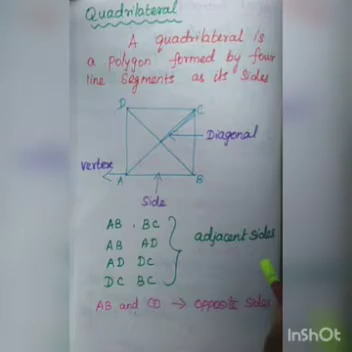 Quadrilateral
A quadrilateral is
a polygon formed by four
line segments as its sides
D C
Diagonal
vertex
A B
Side
AB , BC
AB AD
adjacent sides
AD DC
DC BC
AB and CD → opposite sides
InShOt